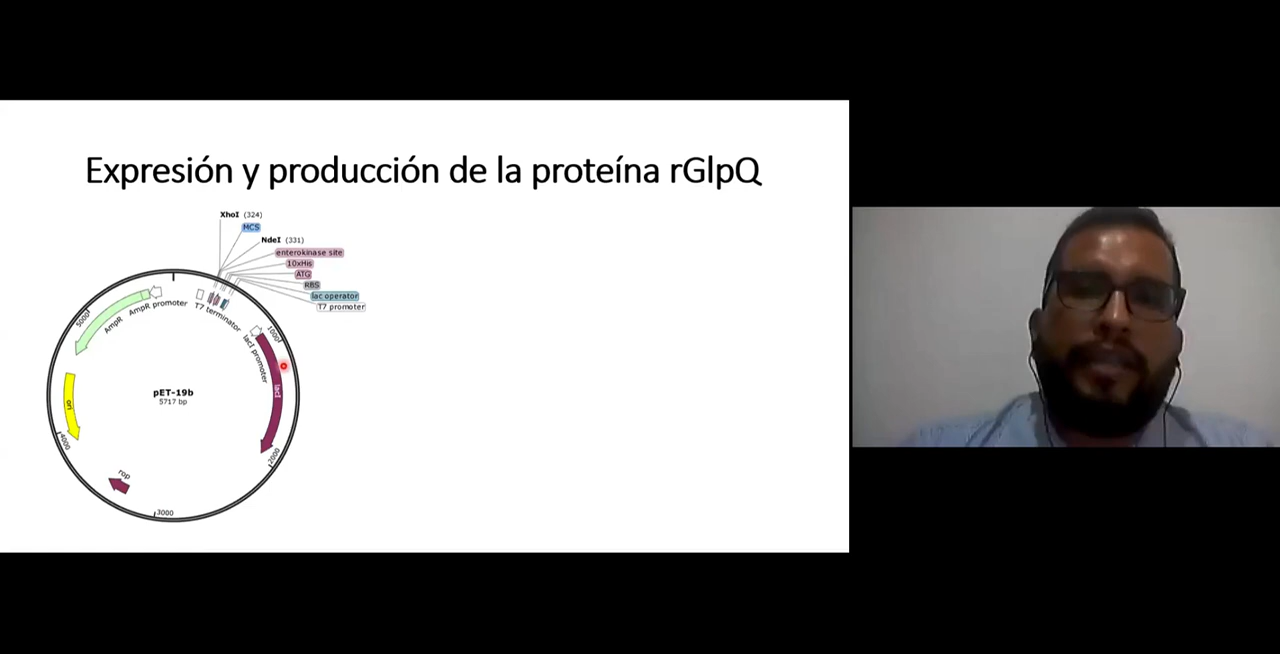 Expresión y producción de la proteína rGlpQ
XhoI (324)
MCS
NdeI (331)
enterokinase site
10xHis
ATG
RBS
lac operator
T7 promoter
AmpR promoter
T7 terminator
5000
AmpR
1000
lacI promoter
lacI
pET-19b
5717 bp
ori
4000
2000
rop
3000